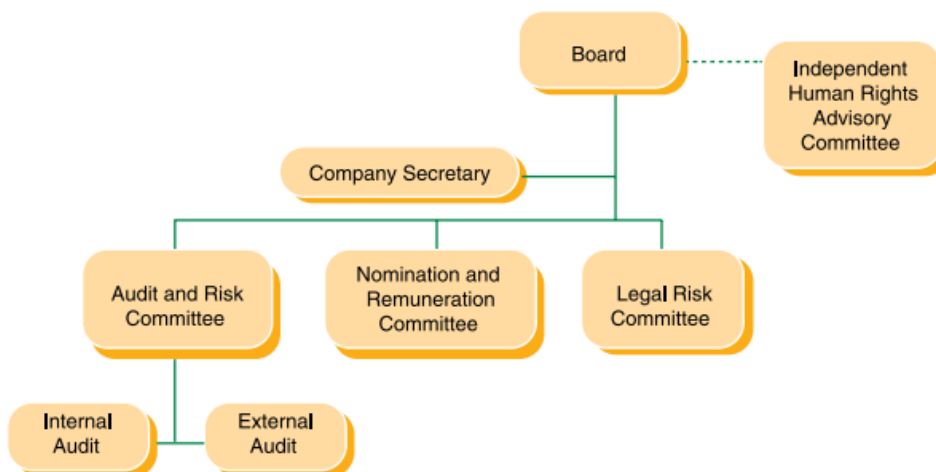 Board
Independent
Human Rights
Advisory
Committee
Company Secretary
Audit and Risk
Committee
Nomination and
Remuneration
Committee
Legal Risk
Committee
Internal
Audit
External
Audit